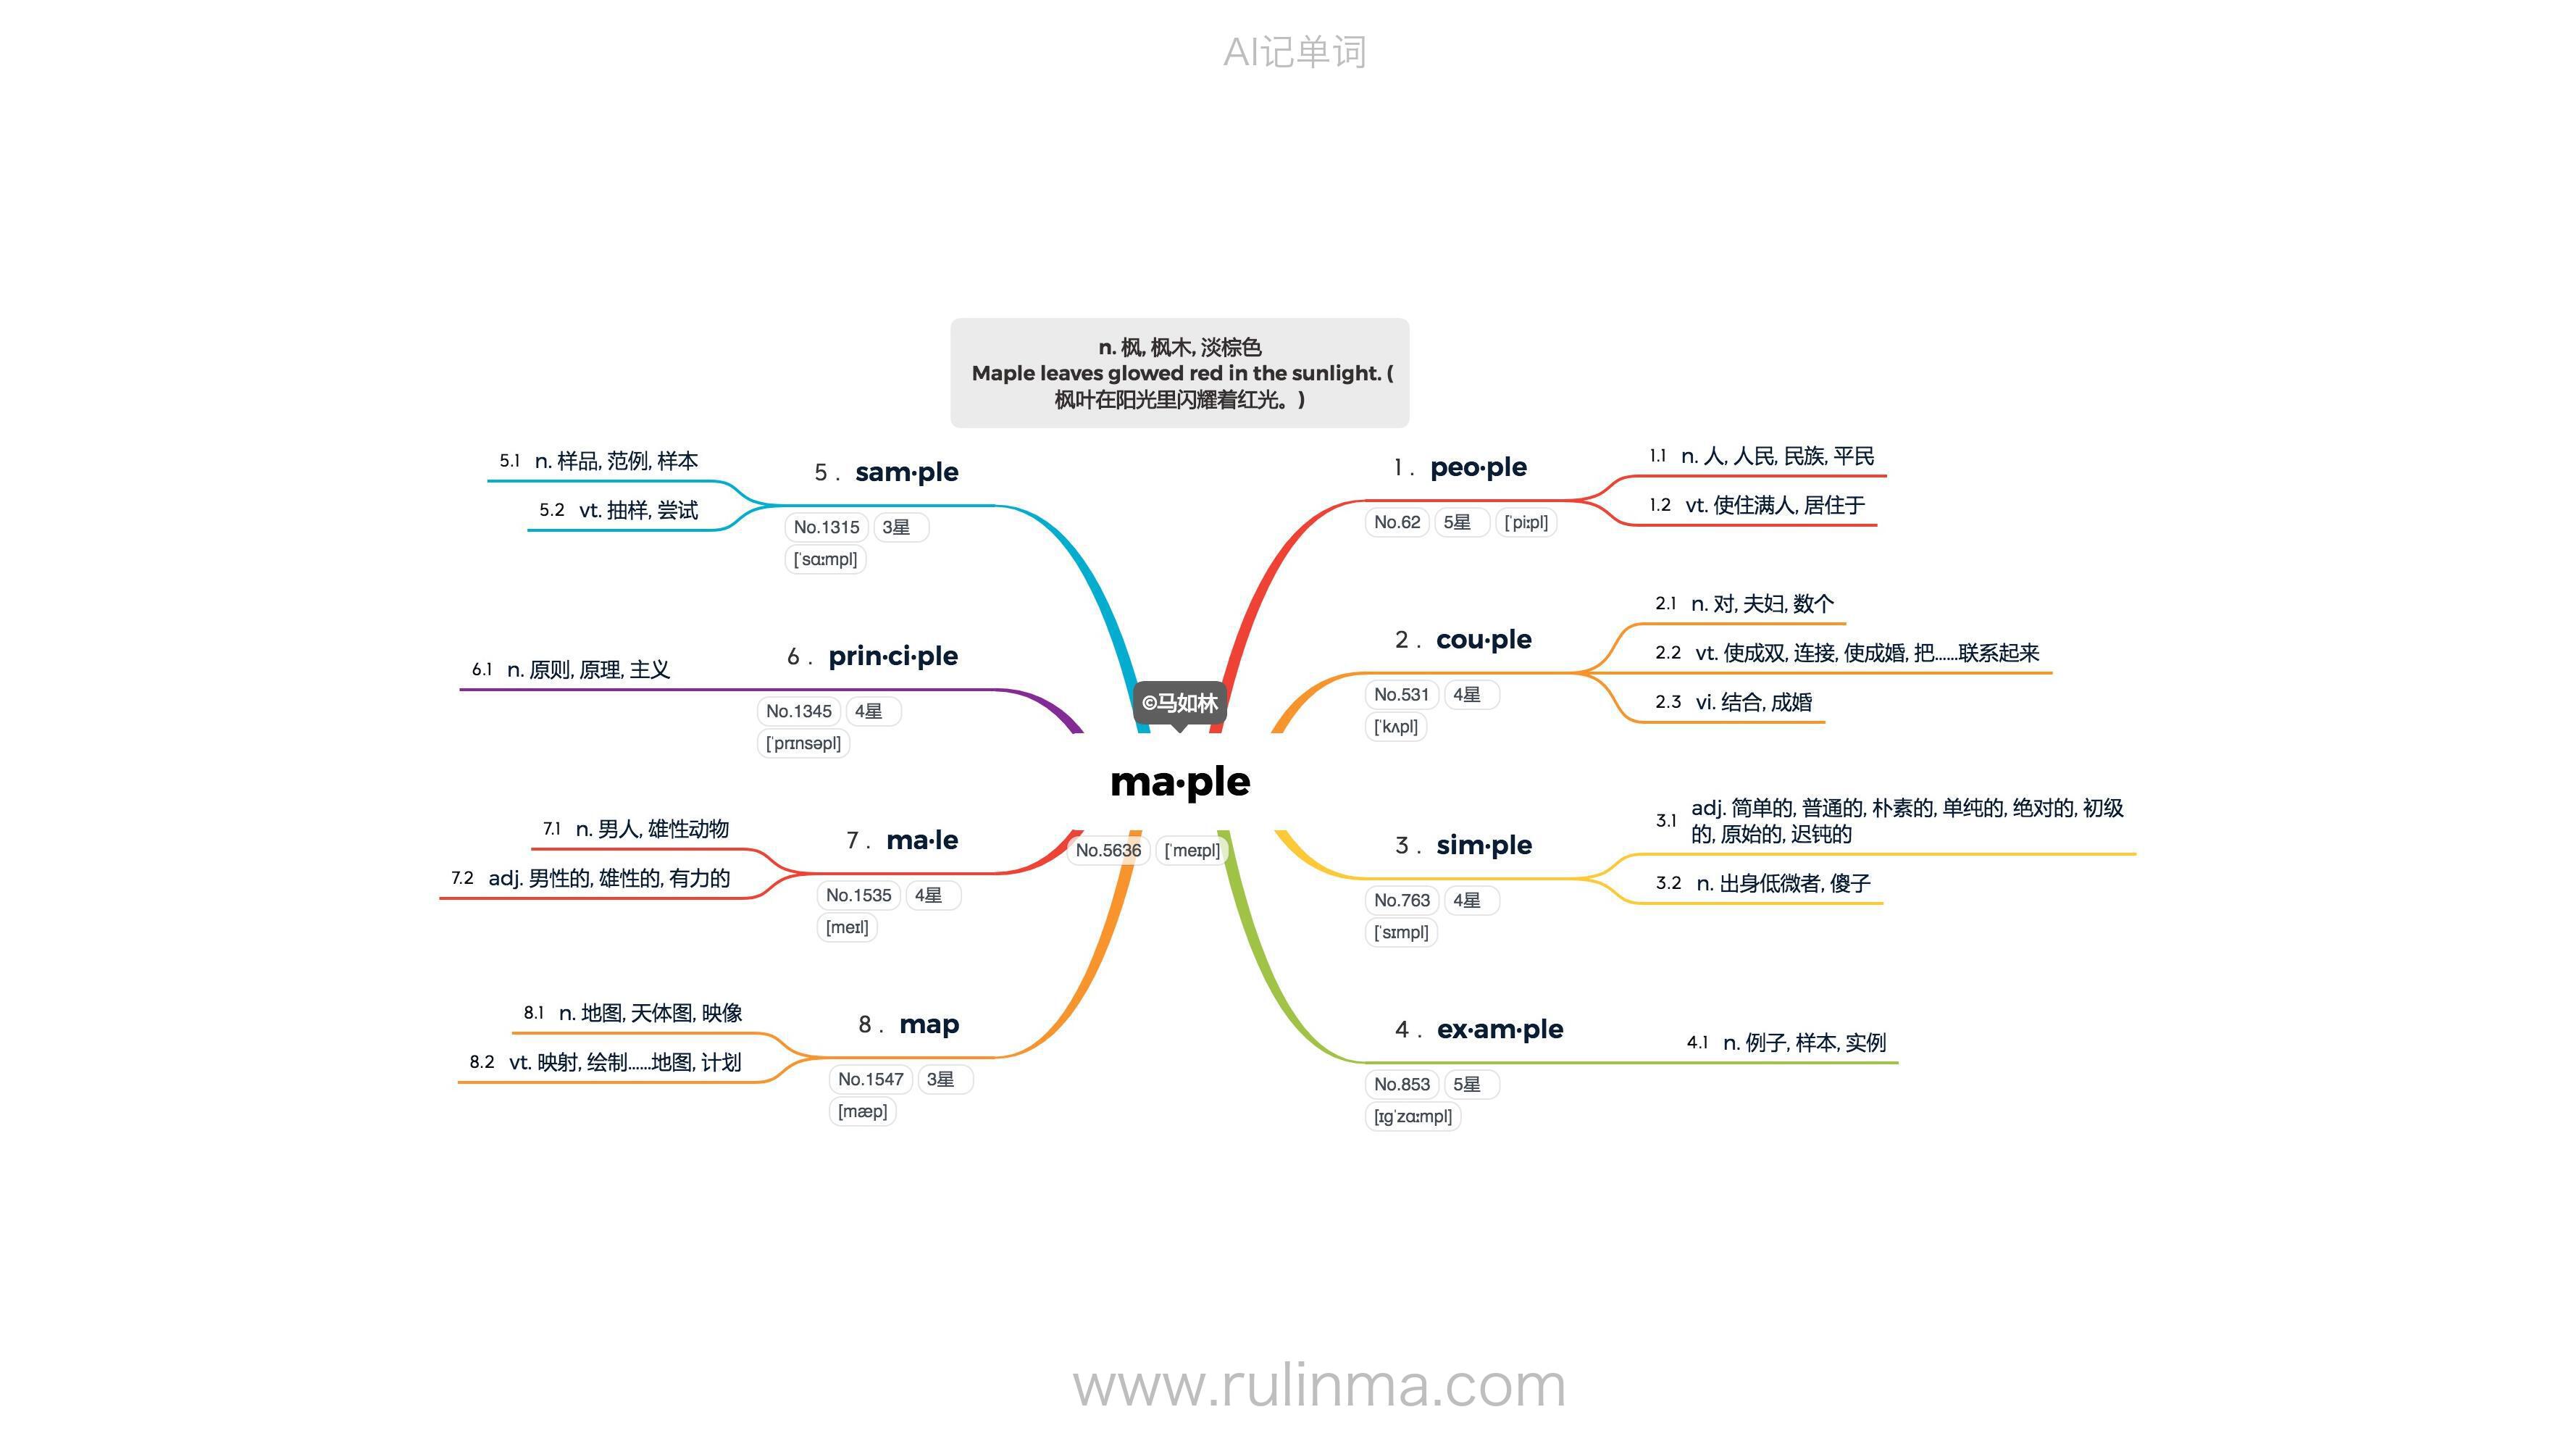 AI记单词
n. 枫, 枫木, 淡棕色
Maple leaves glowed red in the sunlight. (
枫叶在阳光里闪耀着红光。)
©马如林
ma·ple
No.5636 [ˈmeɪpl]
1. peo·ple
No.62 5星 [ˈpiːpl]
1.1 n. 人, 人民, 民族, 平民
1.2 vt. 使住满人, 居住于
2. cou·ple
No.531 4星
[ˈkʌpl]
2.1 n. 对, 夫妇, 数个
2.2 vt. 使成双, 连接, 使成婚, 把……联系起来
2.3 vi. 结合, 成婚
3. sim·ple
No.763 4星
[ˈsɪmpl]
3.1 adj. 简单的, 普通的, 朴素的, 单纯的, 绝对的, 初级
的, 原始的, 迟钝的
3.2 n. 出身低微者, 傻子
4. ex·am·ple
No.853 5星
[ɪgˈzɑːmpl]
4.1 n. 例子, 样本, 实例
5. sam·ple
No.1315 3星
[ˈsɑːmpl]
5.1 n. 样品, 范例, 样本
5.2 vt. 抽样, 尝试
6. prin·ci·ple
No.1345 4星
[ˈprɪnsəpl]
6.1 n. 原则, 原理, 主义
7. ma·le
No.1535 4星
[meɪl]
7.1 n. 男人, 雄性动物
7.2 adj. 男性的, 雄性的, 有力的
8. map
No.1547 3星
[mæp]
8.1 n. 地图, 天体图, 映像
8.2 vt. 映射, 绘制……地图, 计划
www.rulinma.com